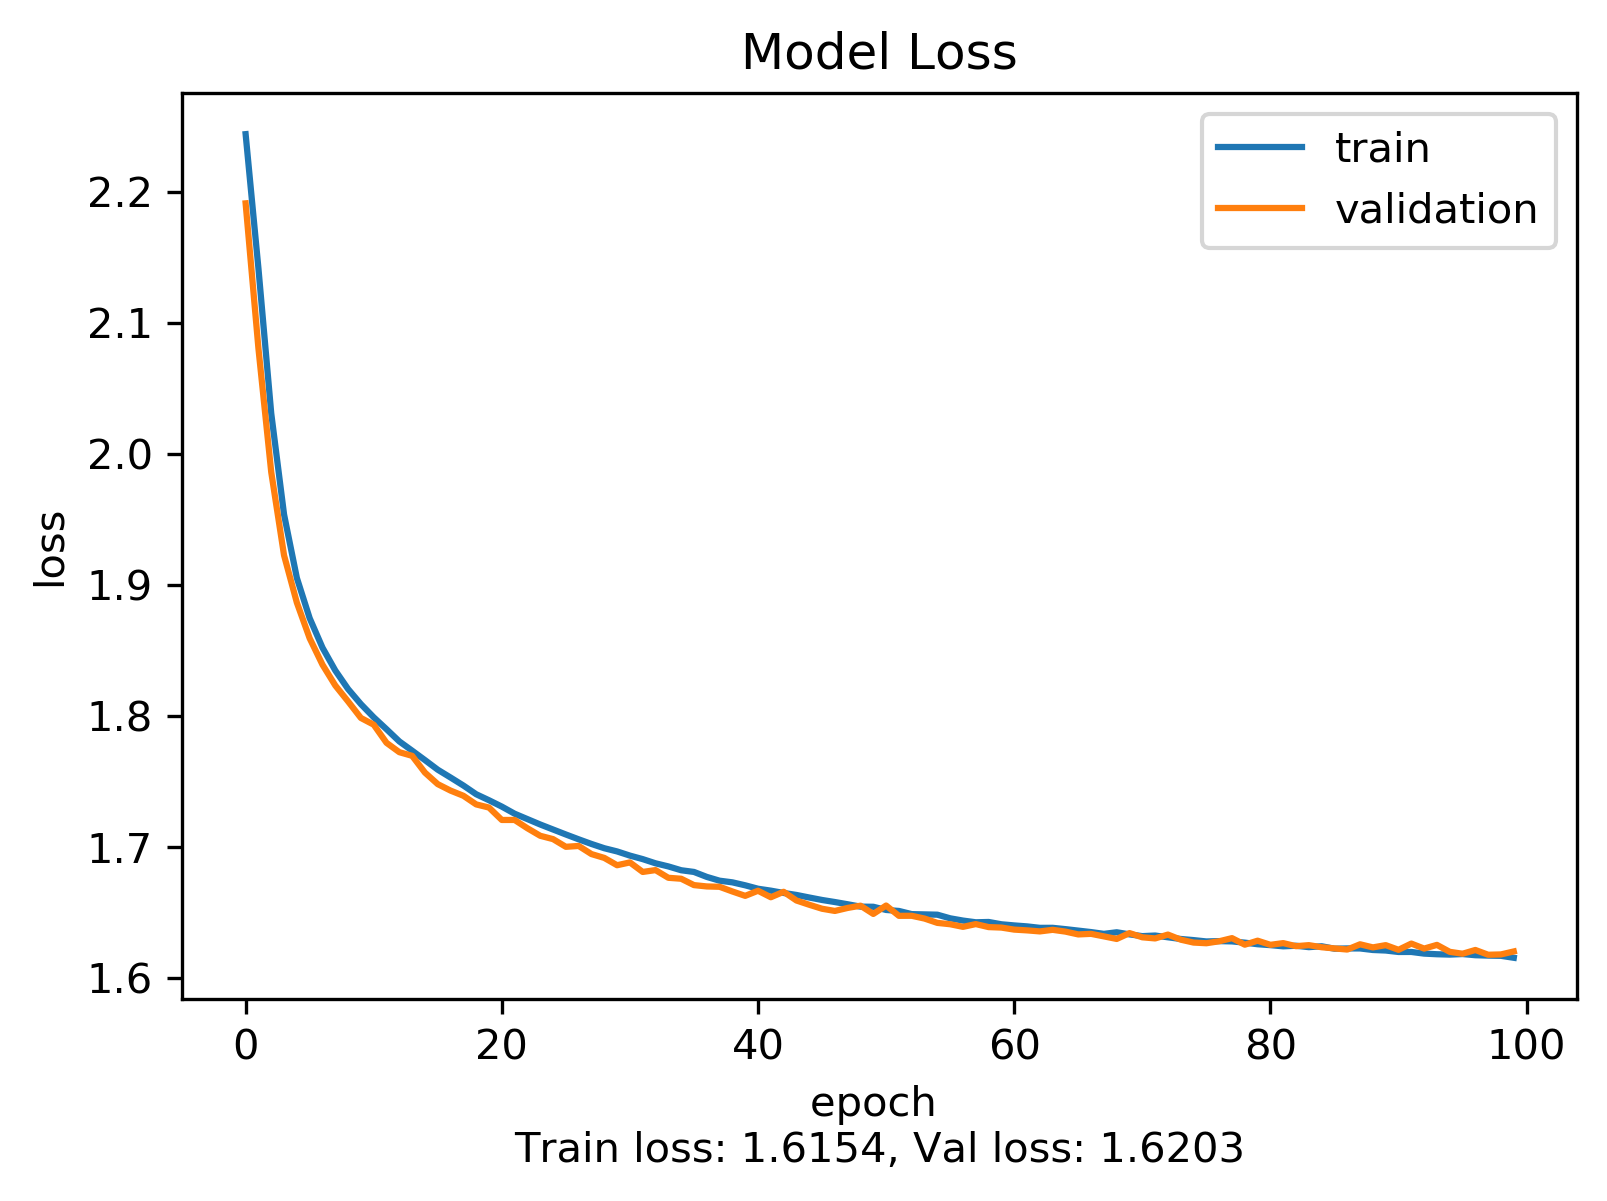 Model Loss
train
validation
2.2
2.1
2.0
1.9
1.8
1.7
1.6
loss
0 20 40 60 80 100
epoch
Train loss: 1.6154, Val loss: 1.6203